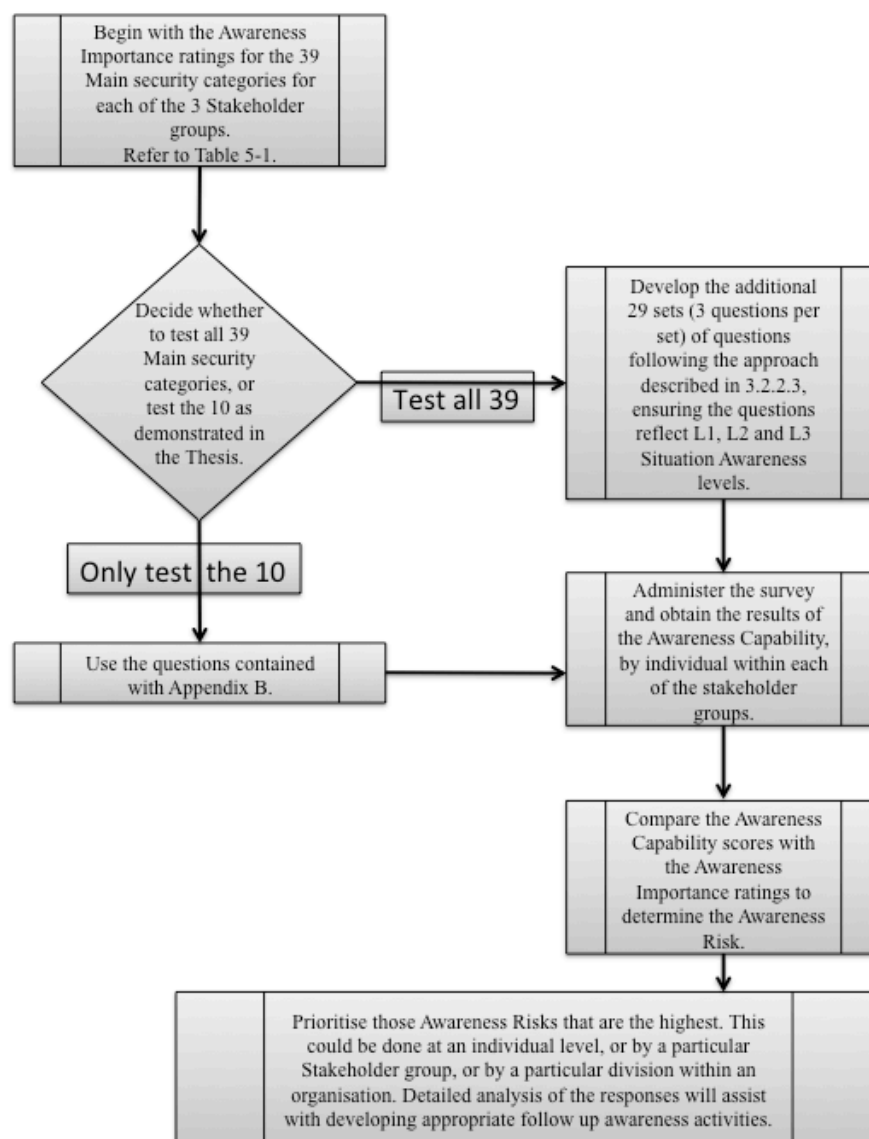 Begin with the Awareness
Importance ratings for the 39
Main security categories for
each of the 3 Stakeholder
groups.
Refer to Table 5-1.
Decide whether
to test all 39
Main security
categories, or
test the 10 as
demonstrated in
the Thesis.
Test all 39
Develop the additional
29 sets (3 questions per
set) of questions
following the approach
described in 3.2.2.3,
ensuring the questions
reflect L1, L2 and L3
Situation Awareness
levels.
Only test the 10
Use the questions contained
with Appendix B.
Administer the survey
and obtain the results of
the Awareness Capability,
by individual within each
of the stakeholder
groups.
Compare the Awareness
Capability scores with
the Awareness
Importance ratings to
determine the Awareness
Risk.
Prioritise those Awareness Risks that are the highest. This
could be done at an individual level, or by a particular
Stakeholder group, or by a particular division within an
organisation. Detailed analysis of the responses will assist
with developing appropriate follow up awareness activities.